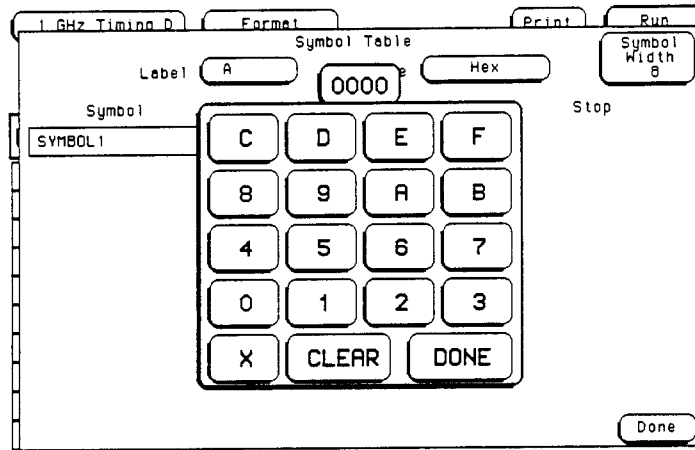 1 GHz Timing D Format Print Run
Symbol Table
Symbol Width 8
Label A e Hex
0000
Symbol Stop
SYMBOL1
C D E F
8 9 A B
4 5 6 7
0 1 2 3
X CLEAR DONE
Done